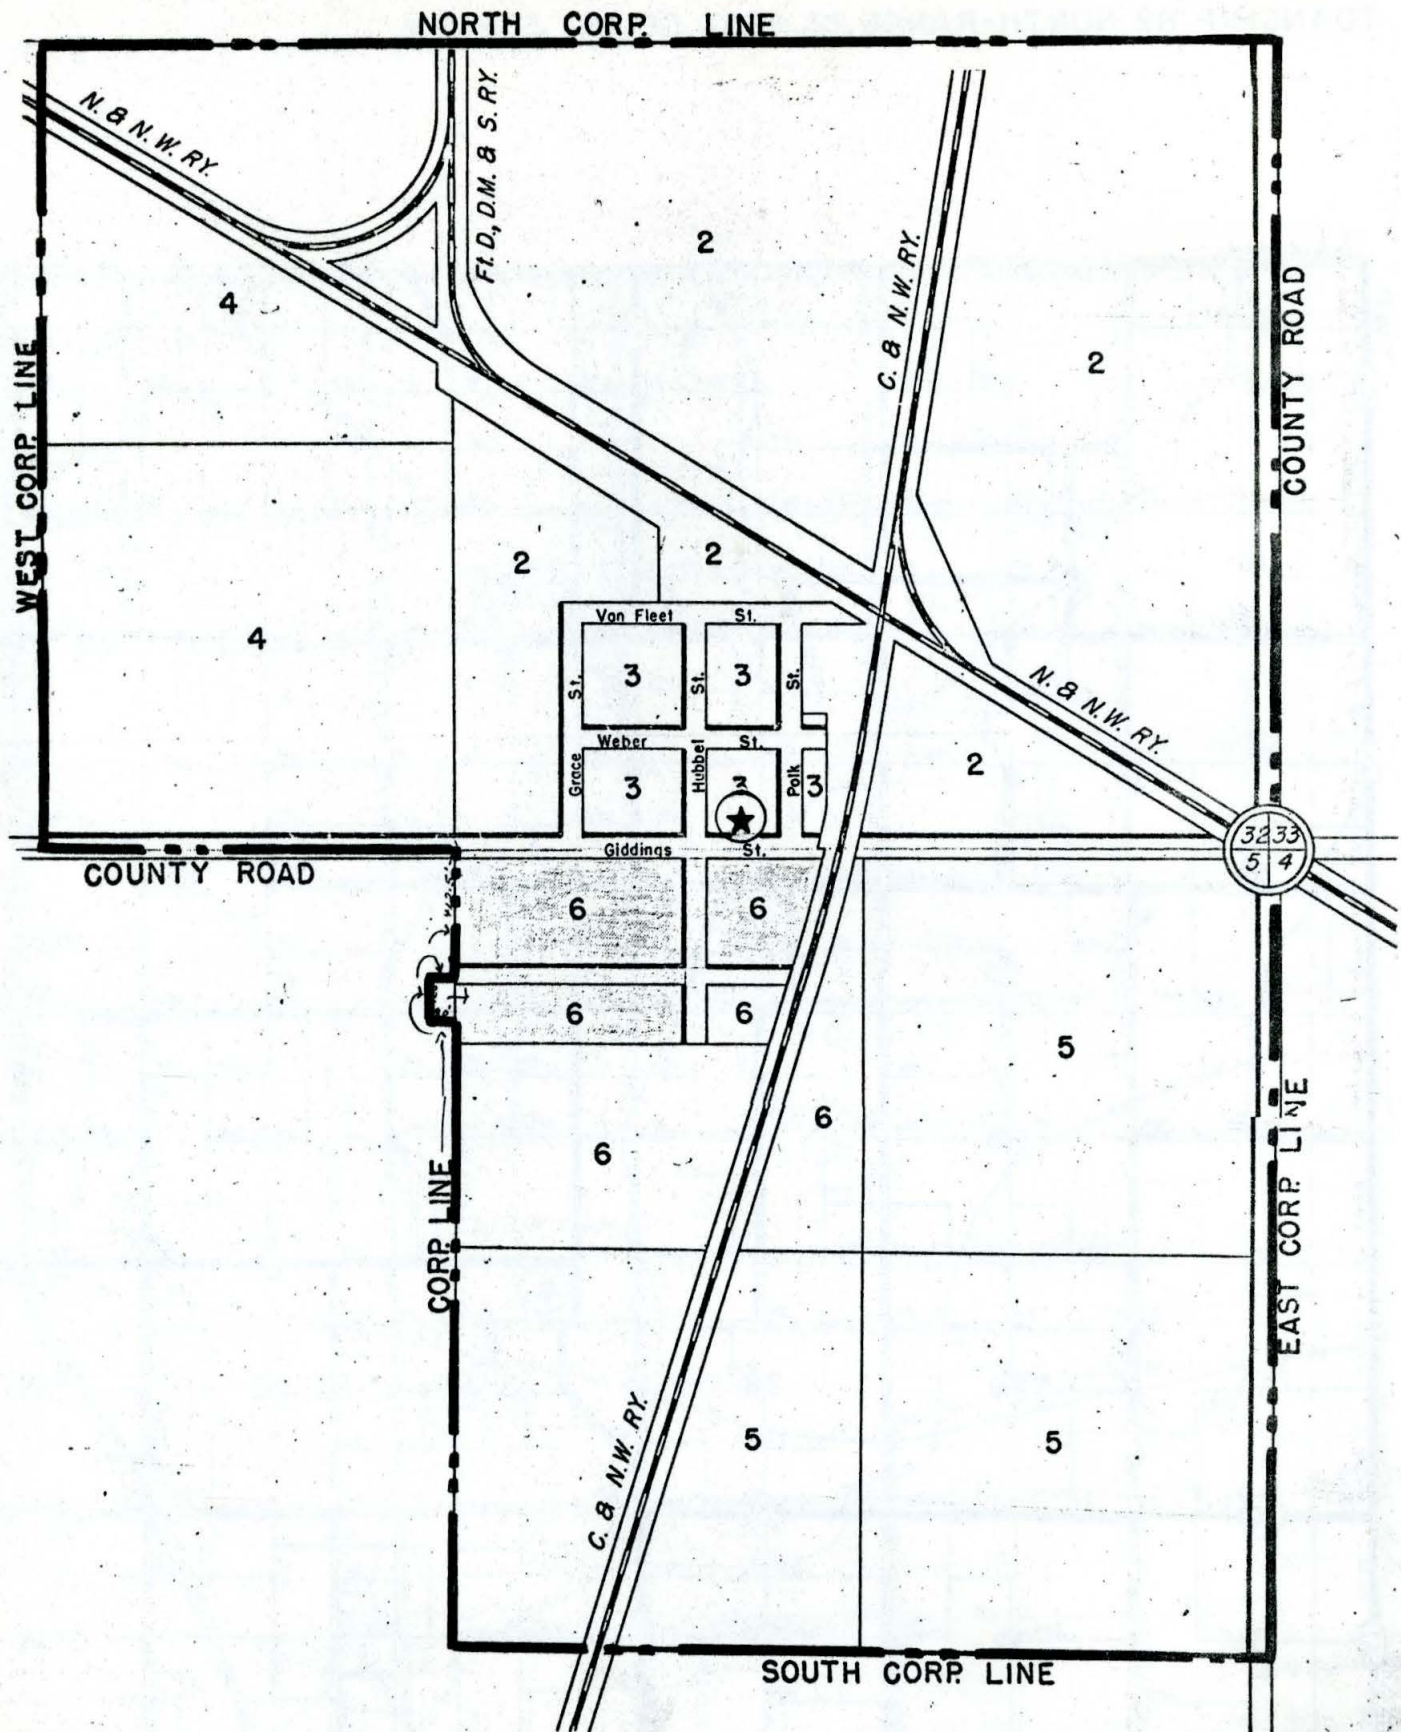 NORTH CORP. LINE
N. & N. W. RY.
Ft. D., D.M. & S. RY.
C. & N. W. RY.
2
4
2
COUNTY ROAD
WEST CORP. LINE
2
2
4
Van Fleet St.
3
3
St.
St.
St.
N. & N.W. RY.
Weber St.
Grace
Hubbel
Polk
3
3
3
2
Giddings St.
32 33
5 4
COUNTY ROAD
6
6
6
6
5
6
6
CORP. LINE
EAST CORP. LINE
C. & N.W. RY.
5
5
SOUTH CORP. LINE